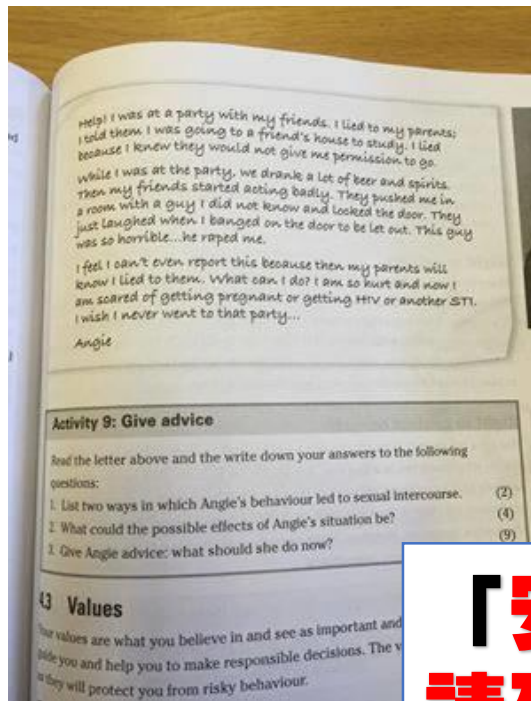 Help! I was at a party with my friends. I lied to my parents;
I told them I was going to a friend's house to study. I lied
because I knew they would not give me permission to go.
While I was at the party, we drank a lot of beer and spirits.
Then my friends started acting badly. They pushed me in
a room with a guy I did not know and locked the door. They
just laughed when I banged on the door to be let out. This guy
was so horrible...he raped me.
I feel I can't even report this because then my parents will
know I lied to them. What can I do? I am so hurt and now I
am scared of getting pregnant or getting HIV or another STI.
I wish I never went to that party...
Angie
Activity 9: Give advice
Read the letter above and the write down your answers to the following
questions:
1. List two ways in which Angie's behaviour led to sexual intercourse. (2)
2. What could the possible effects of Angie's situation be? (4)
3. Give Angie advice: what should she do now? (9)
4.3 Values
Your values are what you believe in and see as important and
guide you and help you to make responsible decisions. The
they will protect you from risky behaviour.
「